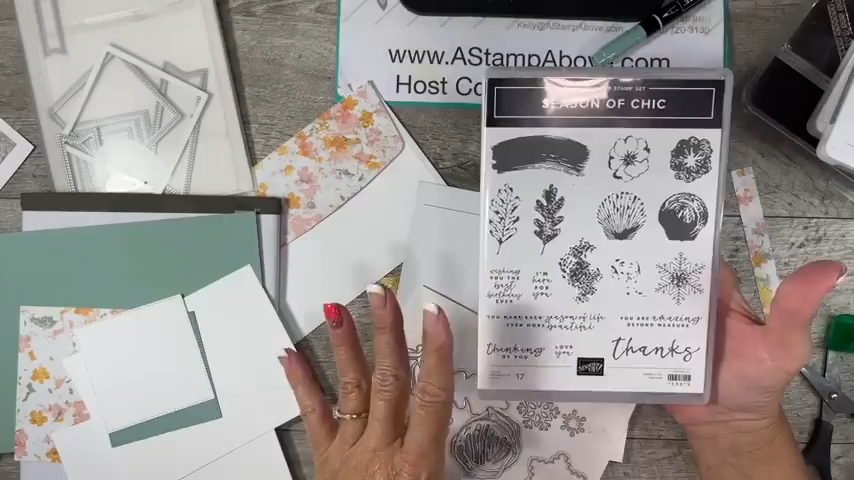 Kelly@AStampAbove.com
www.AStampAbove.com
Host Co
STAMP SET
SEASON OF CHIC
wishing
YOU THE
best
birthday
EVER
I'm
here
FOR
you
YOU MAKE EACH season of life
EVEN MORE beautiful
YOU ARE amazing
BEYOND MEASURE
thinking
OF YOU
LOVE
you
Thanks
17